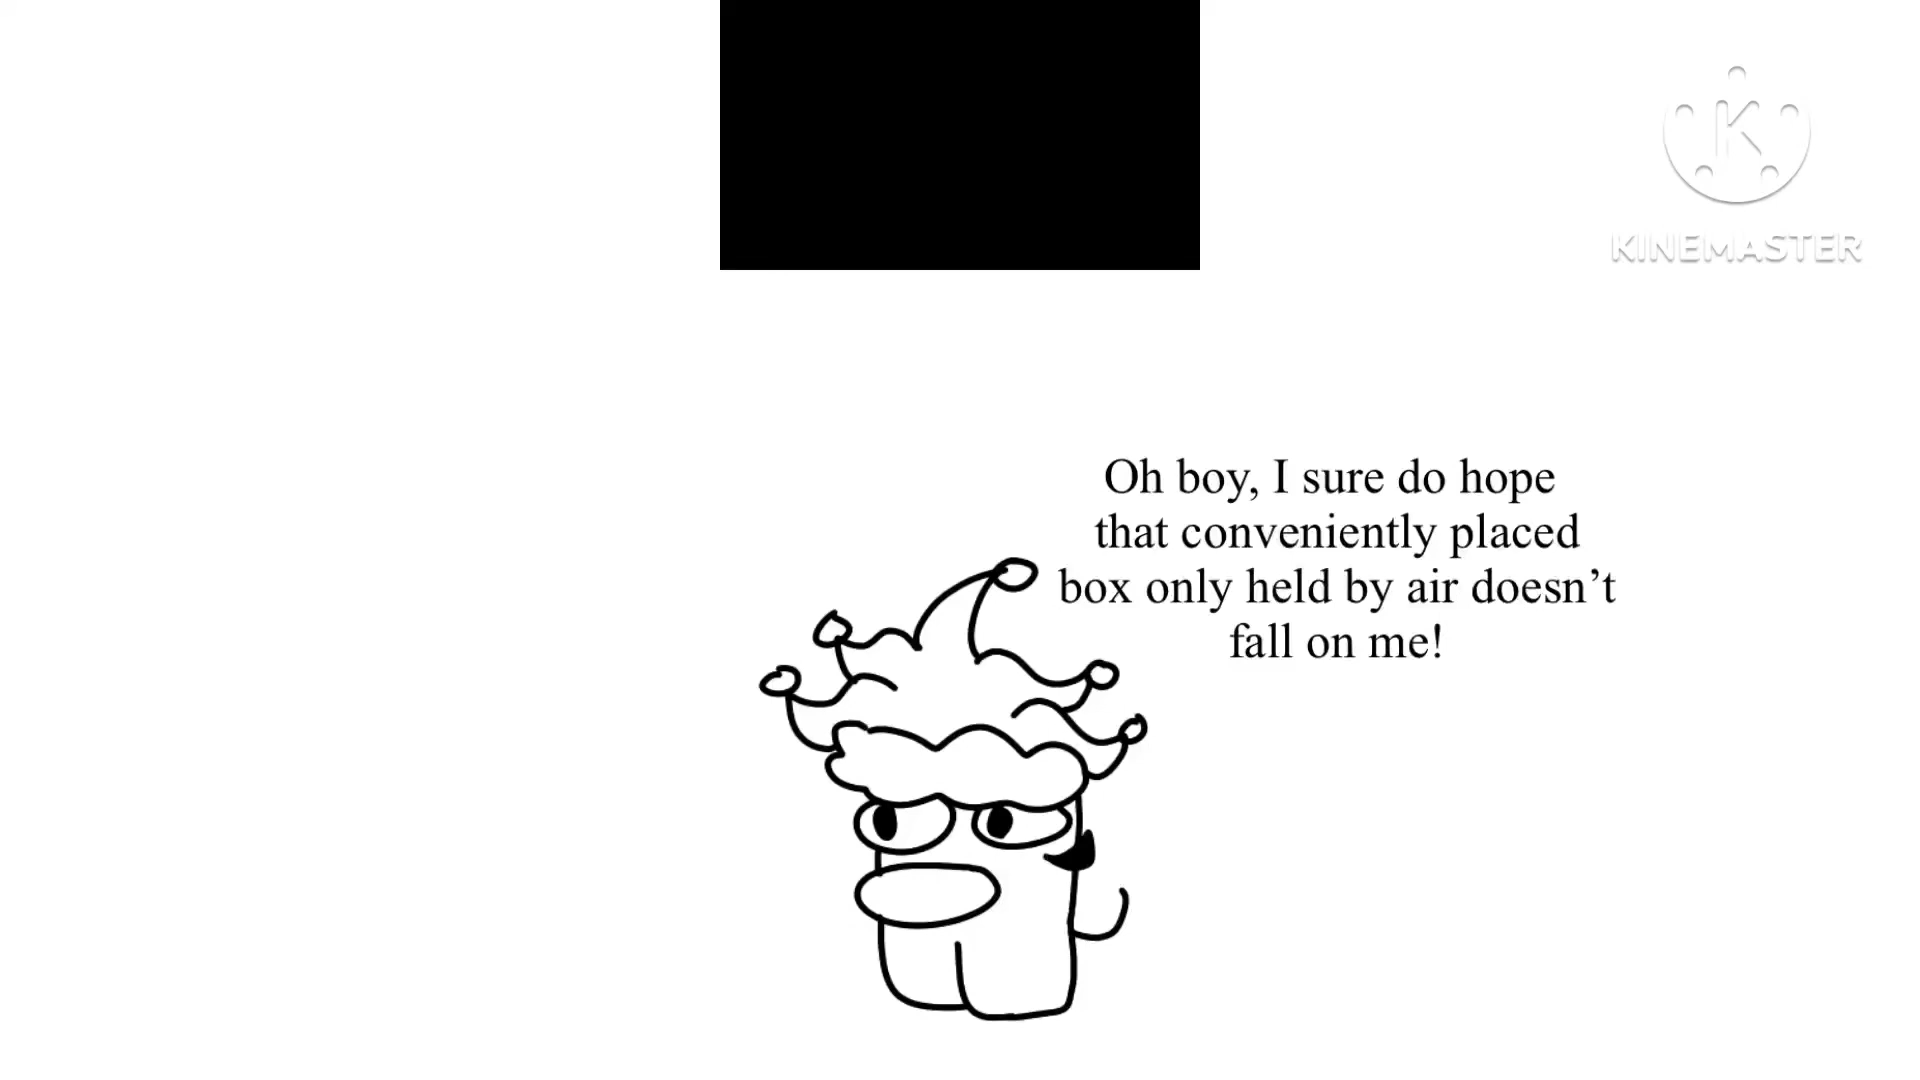 KINEMASTER
Oh boy, I sure do hope
that conveniently placed
box only held by air doesn’t
fall on me!